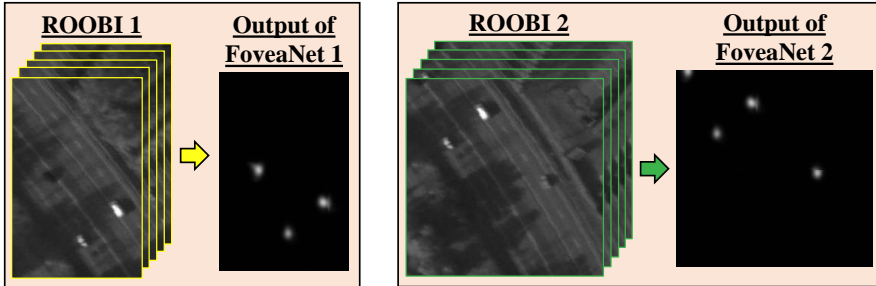 ROOBI 1
Output of
FoveaNet 1
ROOBI 2
Output of
FoveaNet 2